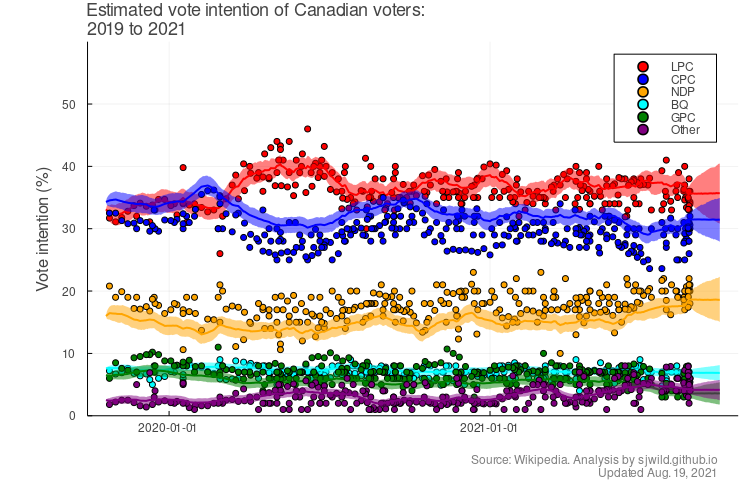 Estimated vote intention of Canadian voters:
2019 to 2021
LPC
CPC
NDP
BQ
GPC
Other
Vote intention (%)
50
40
30
20
10
0
2020-01-01
2021-01-01
Source: Wikipedia. Analysis by sjwild.github.io
Updated Aug. 19, 2021